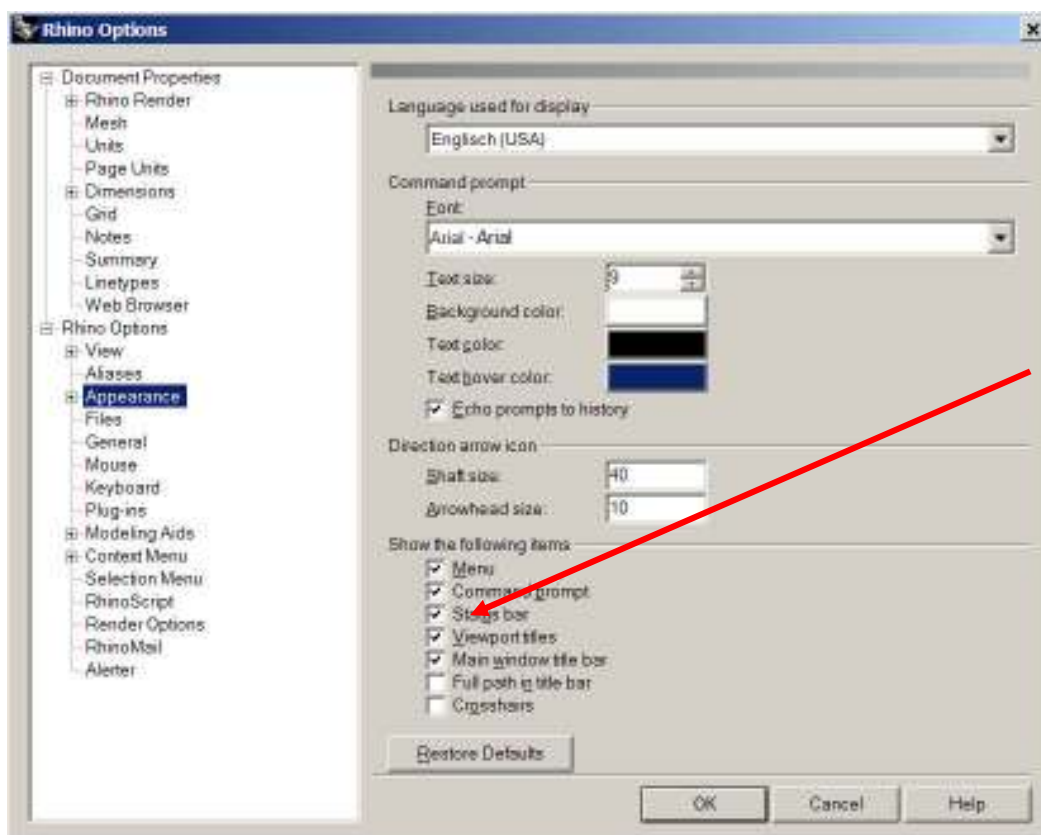 Rhino Options
Document Properties
Rhino Render
Mesh
Units
Page Units
Dimensions
Grid
Notes
Summary
Linetypes
Web Browser
Rhino Options
View
Aliases
Appearance
Files
General
Mouse
Keyboard
Plug-ins
Modeling Aids
Context Menu
Selection Menu
RhinoScript
Render Options
RhinoMail
Alerter
Language used for display
Englisch (USA)
Command prompt
Font:
Arial - Arial
Text size: 9
Background color:
Text color:
Text hover color:
Echo prompts to history
Direction arrow icon
Shaft size: 40
Arrowhead size: 10
Show the following items
Menu
Command prompt
Status bar
Viewport titles
Main window title bar
Full path in title bar
Crosshairs
Restore Defaults
OK Cancel Help